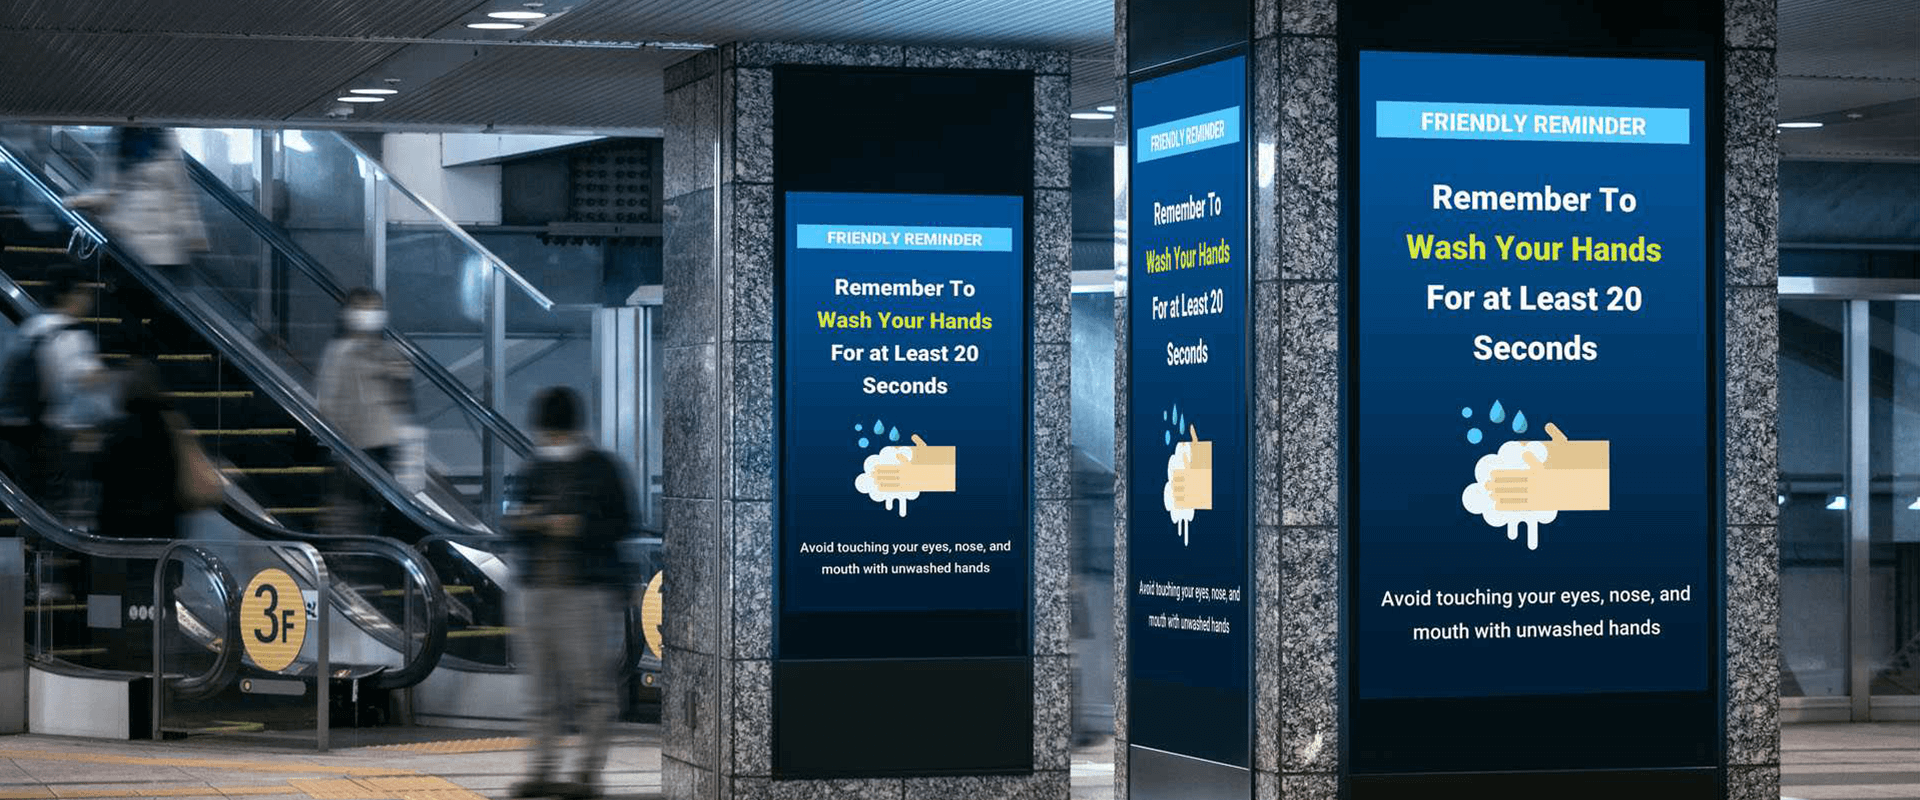 3F
FRIENDLY REMINDER
Remember To
Wash Your Hands
For at Least 20
Seconds
Avoid touching your eyes, nose, and
mouth with unwashed hands
FRIENDLY REMINDER
Remember To
Wash Your Hands
For at Least 20
Seconds
Avoid touching your eyes, nose, and
mouth with unwashed hands
FRIENDLY REMINDER
Remember To
Wash Your Hands
For at Least 20
Seconds
Avoid touching your eyes, nose, and
mouth with unwashed hands